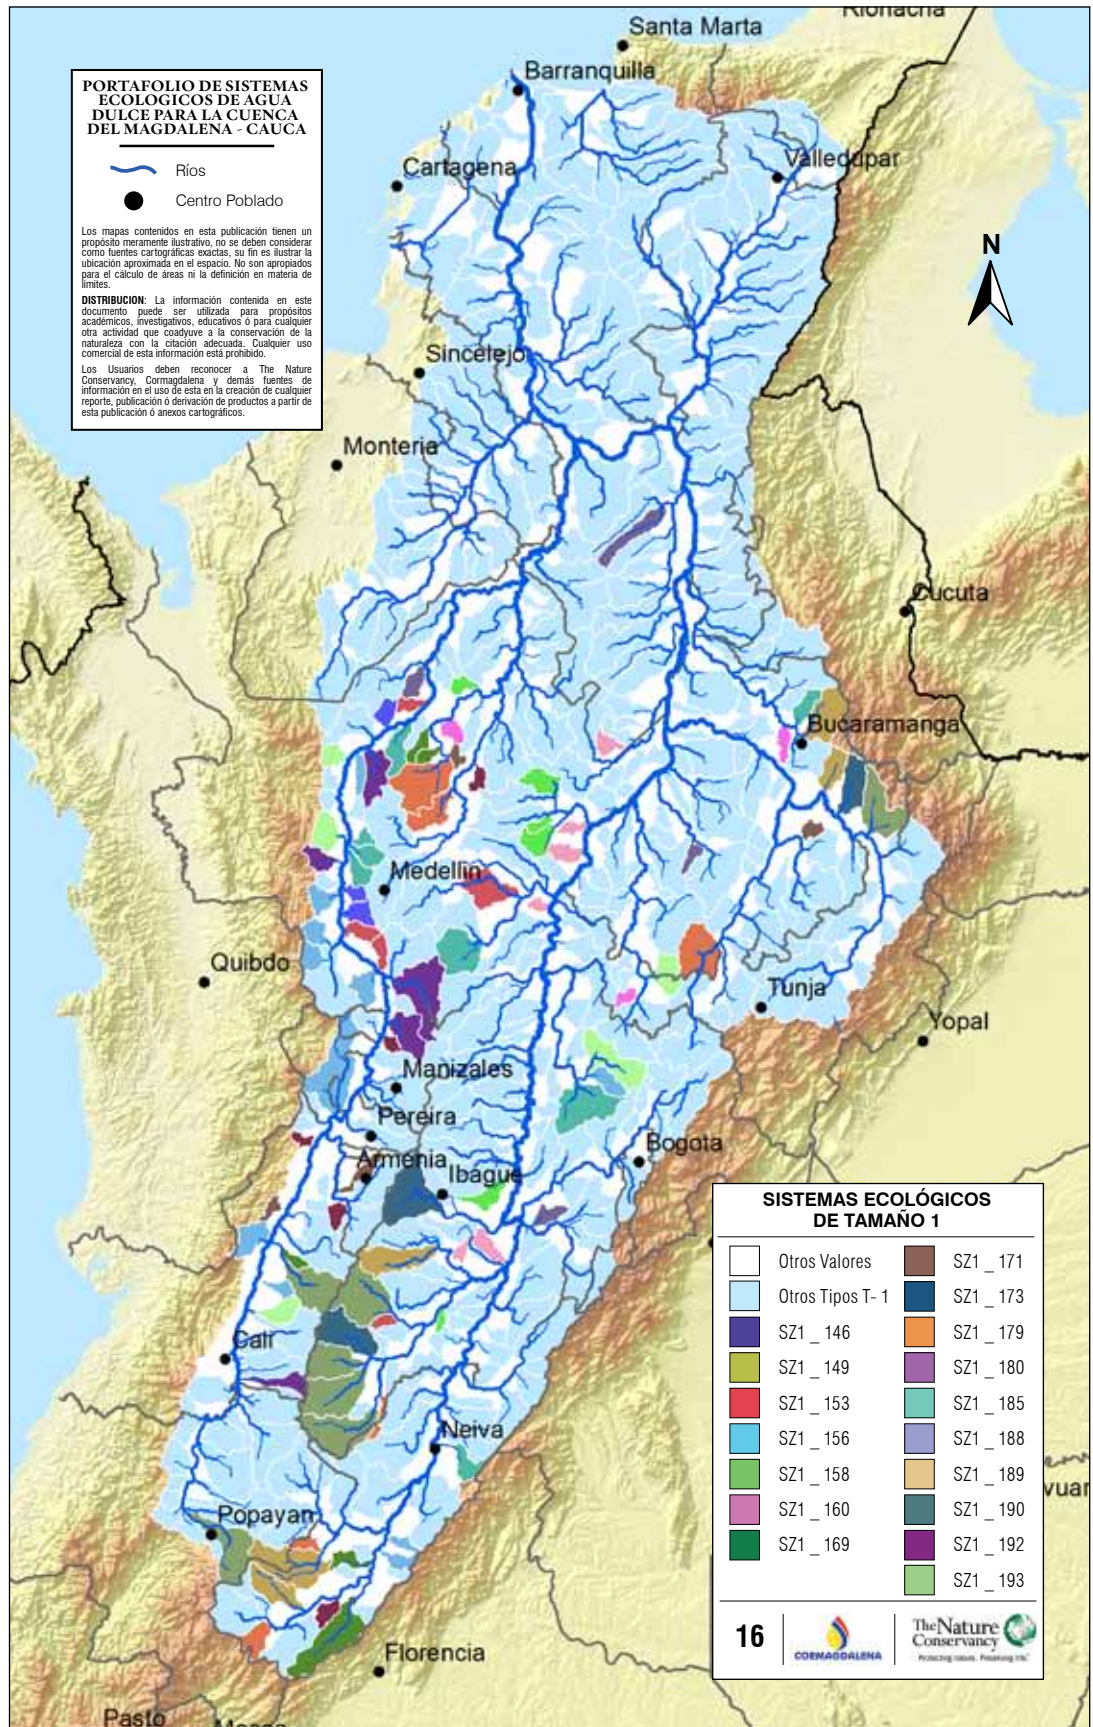 Riohacha
Santa Marta
Barranquilla
PORTAFOLIO DE SISTEMAS
ECOLOGICOS DE AGUA
DULCE PARA LA CUENCA
DEL MAGDALENA - CAUCA
Ríos
Centro Poblado
Los mapas contenidos en esta publicación tienen un
propósito meramente ilustrativo, no se deben considerar
como fuentes cartográficas exactas, su fin es ilustrar la
ubicación aproximada en el espacio. No son apropiados
para el cálculo de áreas ni la definición en materia de
límites.
DISTRIBUCION: La información contenida en este
documento puede ser utilizada para propósitos
académicos, investigativos, educativos ó para cualquier
otra actividad que coadyuve a la conservación de la
naturaleza con la citación adecuada. Cualquier uso
comercial de esta información está prohibido.
Los Usuarios deben reconocer a The Nature
Conservancy, Cormagdalena y demás fuentes de
información en el uso de esta en la creación de cualquier
reporte, publicación ó derivación de productos a partir de
esta publicación ó anexos cartográficos.
Cartagena
Valledupar
N
Sincelejo
Monteria
Cucuta
Bucaramanga
Medellin
Quibdo
Tunja
Yopal
Manizales
Pereira
Bogota
Armenia
Ibague
Cali
Neiva
Popayan
Florencia
Pasto
SISTEMAS ECOLÓGICOS
DE TAMAÑO 1
Otros Valores
Otros Tipos T- 1
SZ1 _ 146
SZ1 _ 149
SZ1 _ 153
SZ1 _ 156
SZ1 _ 158
SZ1 _ 160
SZ1 _ 169
SZ1 _ 171
SZ1 _ 173
SZ1 _ 179
SZ1 _ 180
SZ1 _ 185
SZ1 _ 188
SZ1 _ 189
SZ1 _ 190
SZ1 _ 192
SZ1 _ 193
16
CORMAGDALENA
The Nature
Conservancy
Protecting nature. Preserving life.